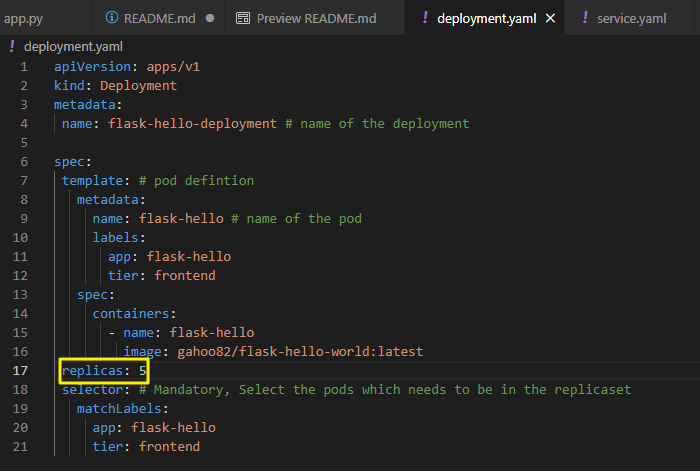 app.py README.md Preview README.md deployment.yaml service.yaml
deployment.yaml
1 apiVersion: apps/v1
2 kind: Deployment
3 metadata:
4 name: flask-hello-deployment # name of the deployment
5
6 spec:
7 template: # pod defintion
8 metadata:
9 name: flask-hello # name of the pod
10 labels:
11 app: flask-hello
12 tier: frontend
13 spec:
14 containers:
15 - name: flask-hello
16 image: gahoo82/flask-hello-world:latest
17 replicas: 5
18 selector: # Mandatory, Select the pods which needs to be in the replicaset
19 matchLabels:
20 app: flask-hello
21 tier: frontend